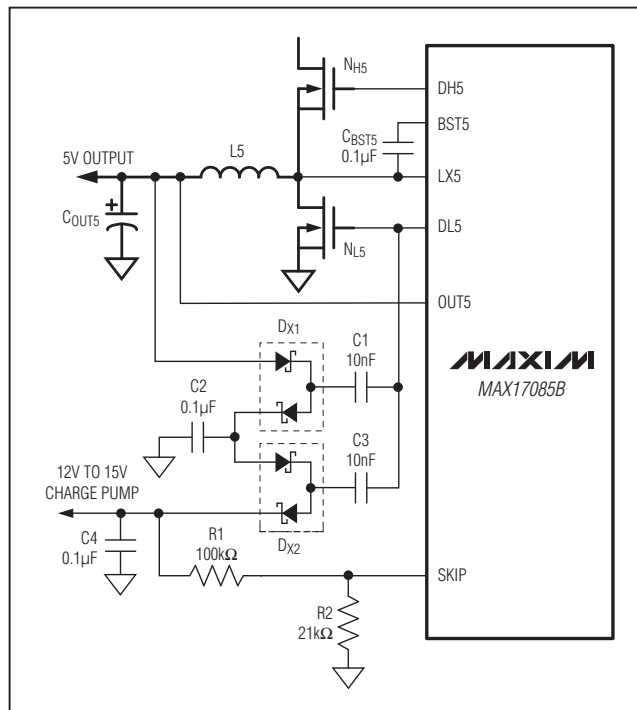 NH5
DH5
BST5
CBST5
0.1µF
L5
5V OUTPUT
LX5
COUT5
+
DL5
NL5
OUT5
DX1
C1
10nF
MAXIM
MAX17085B
C2
0.1µF
C3
10nF
12V TO 15V
CHARGE PUMP
DX2
C4
0.1µF
R1
100kΩ
SKIP
R2
21kΩ